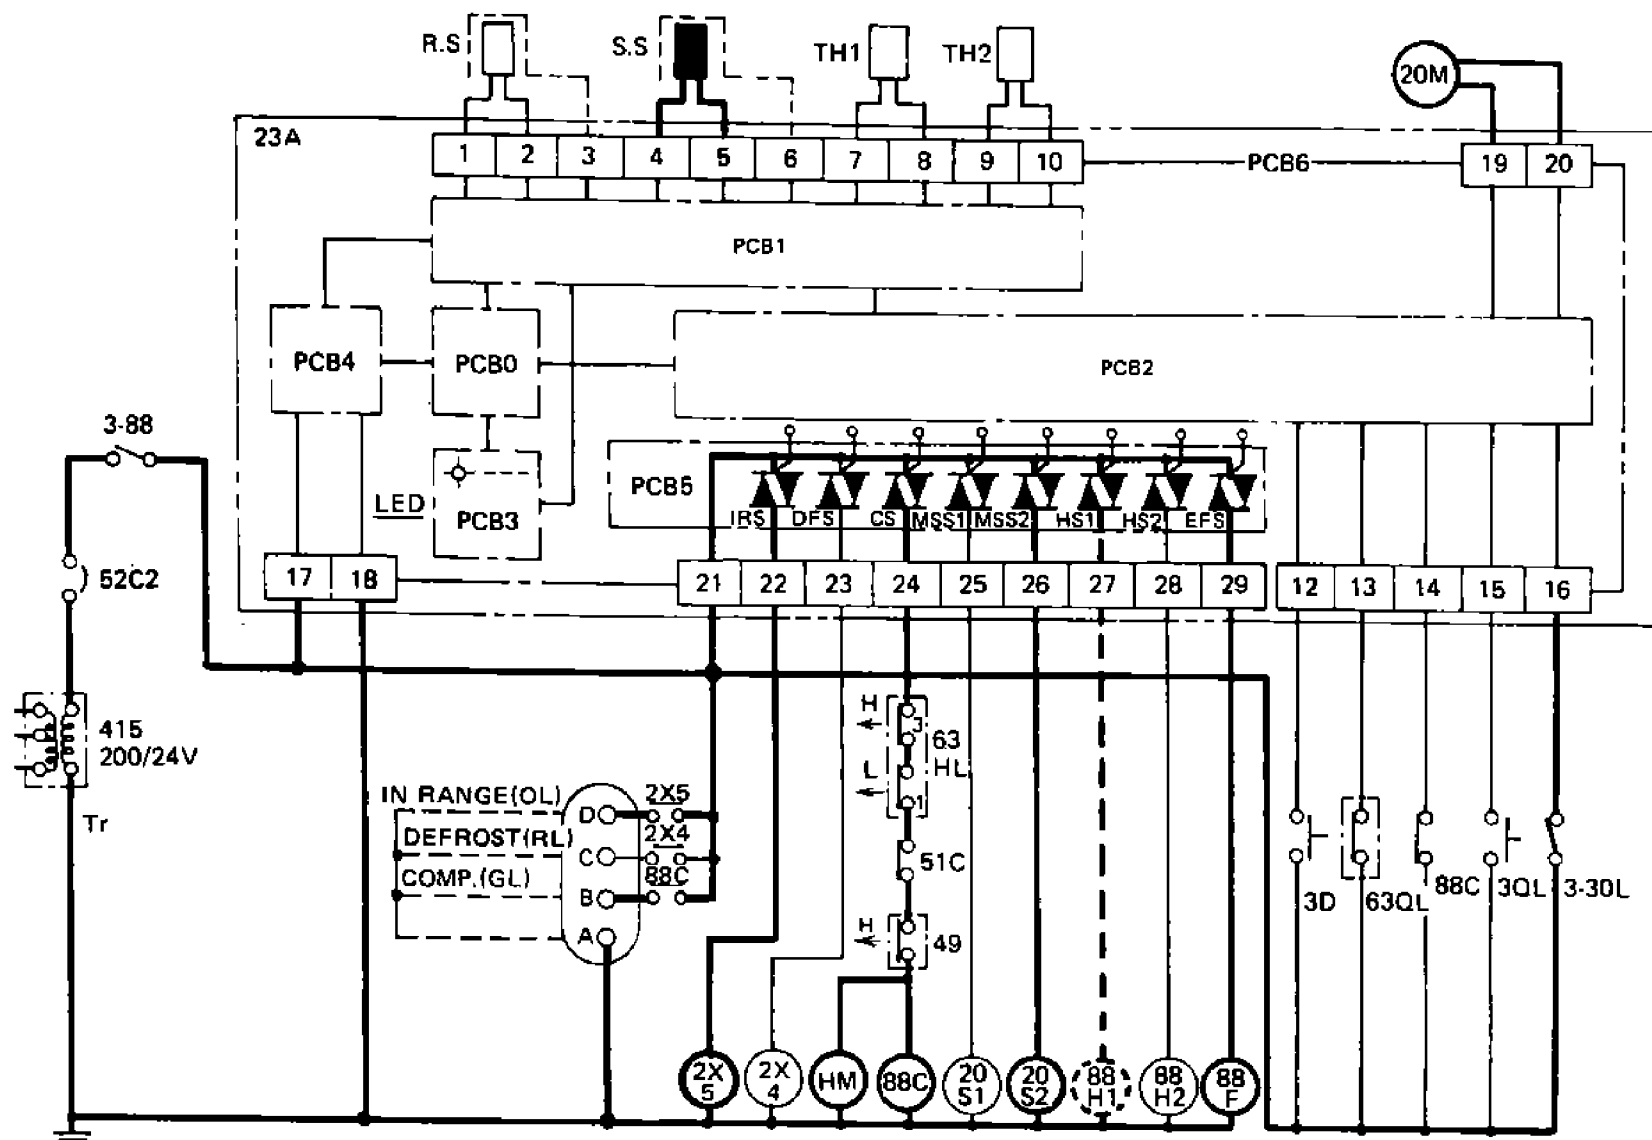 R.S
S.S
TH1
TH2
20M
23A
1 2 3 4 5 6 7 8 9 10
PCB6
19 20
PCB1
PCB4
PCB0
PCB2
3-88
PCB5
LED
PCB3
IRS DFS CS MSS1 MSS2 HS1 HS2 EFS
52C2
17 18
21 22 23 24 25 26 27 28 29
12 13 14 15 16
415
200/24V
Tr
H
3
63
HL
L
1
IN RANGE(OL)
D
2X5
DEFROST(RL)
C
2X4
COMP.(GL)
B
88C
A
51C
H
49
3D
63QL
88C
3QL
3-30L
2X
5
2X
4
HM
88C
20
S1
20
S2
88
H1
88
H2
88
F